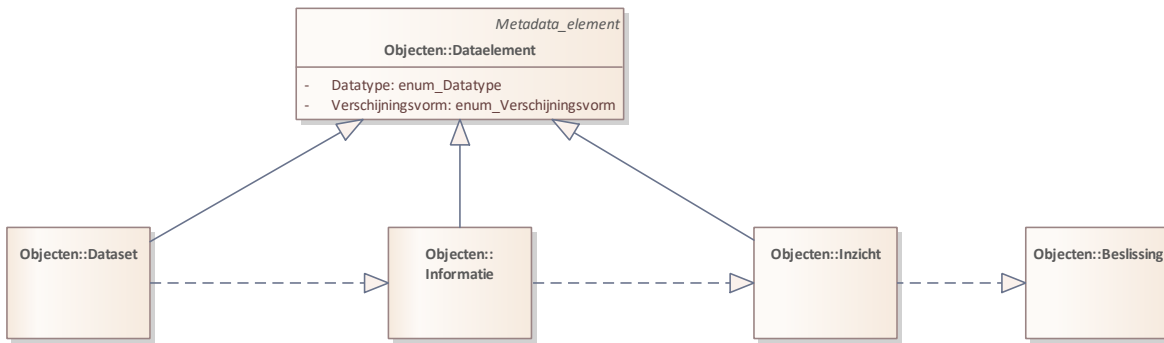 Metadata_element
Objecten::Dataelement
- Datatype: enum_Datatype
- Verschijningsvorm: enum_Verschijningsvorm
Objecten::Dataset
Objecten::
Informatie
Objecten::Inzicht
Objecten::Beslissing